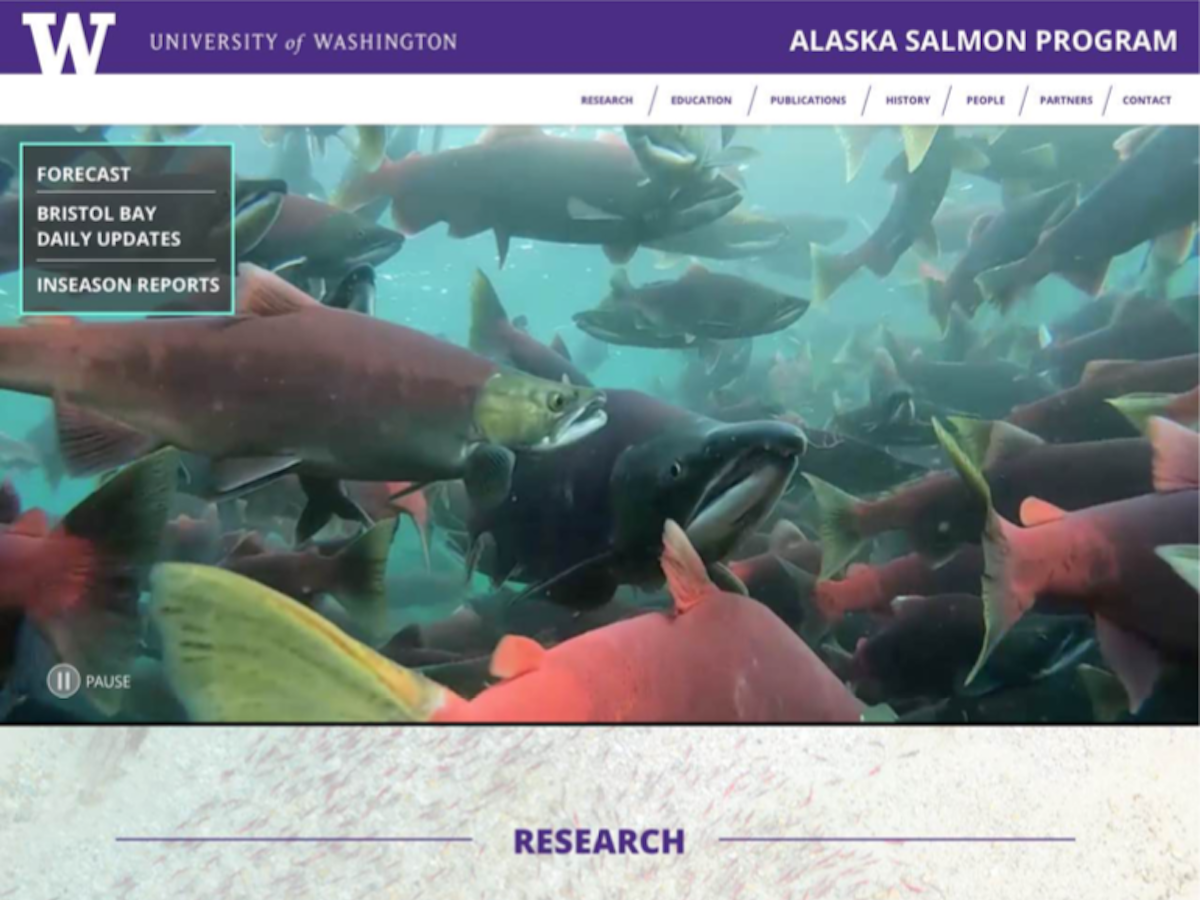 W UNIVERSITY of WASHINGTON
ALASKA SALMON PROGRAM
RESEARCH / EDUCATION / PUBLICATIONS / HISTORY / PEOPLE / PARTNERS / CONTACT
FORECAST
BRISTOL BAY
DAILY UPDATES
INSEASON REPORTS
PAUSE
RESEARCH